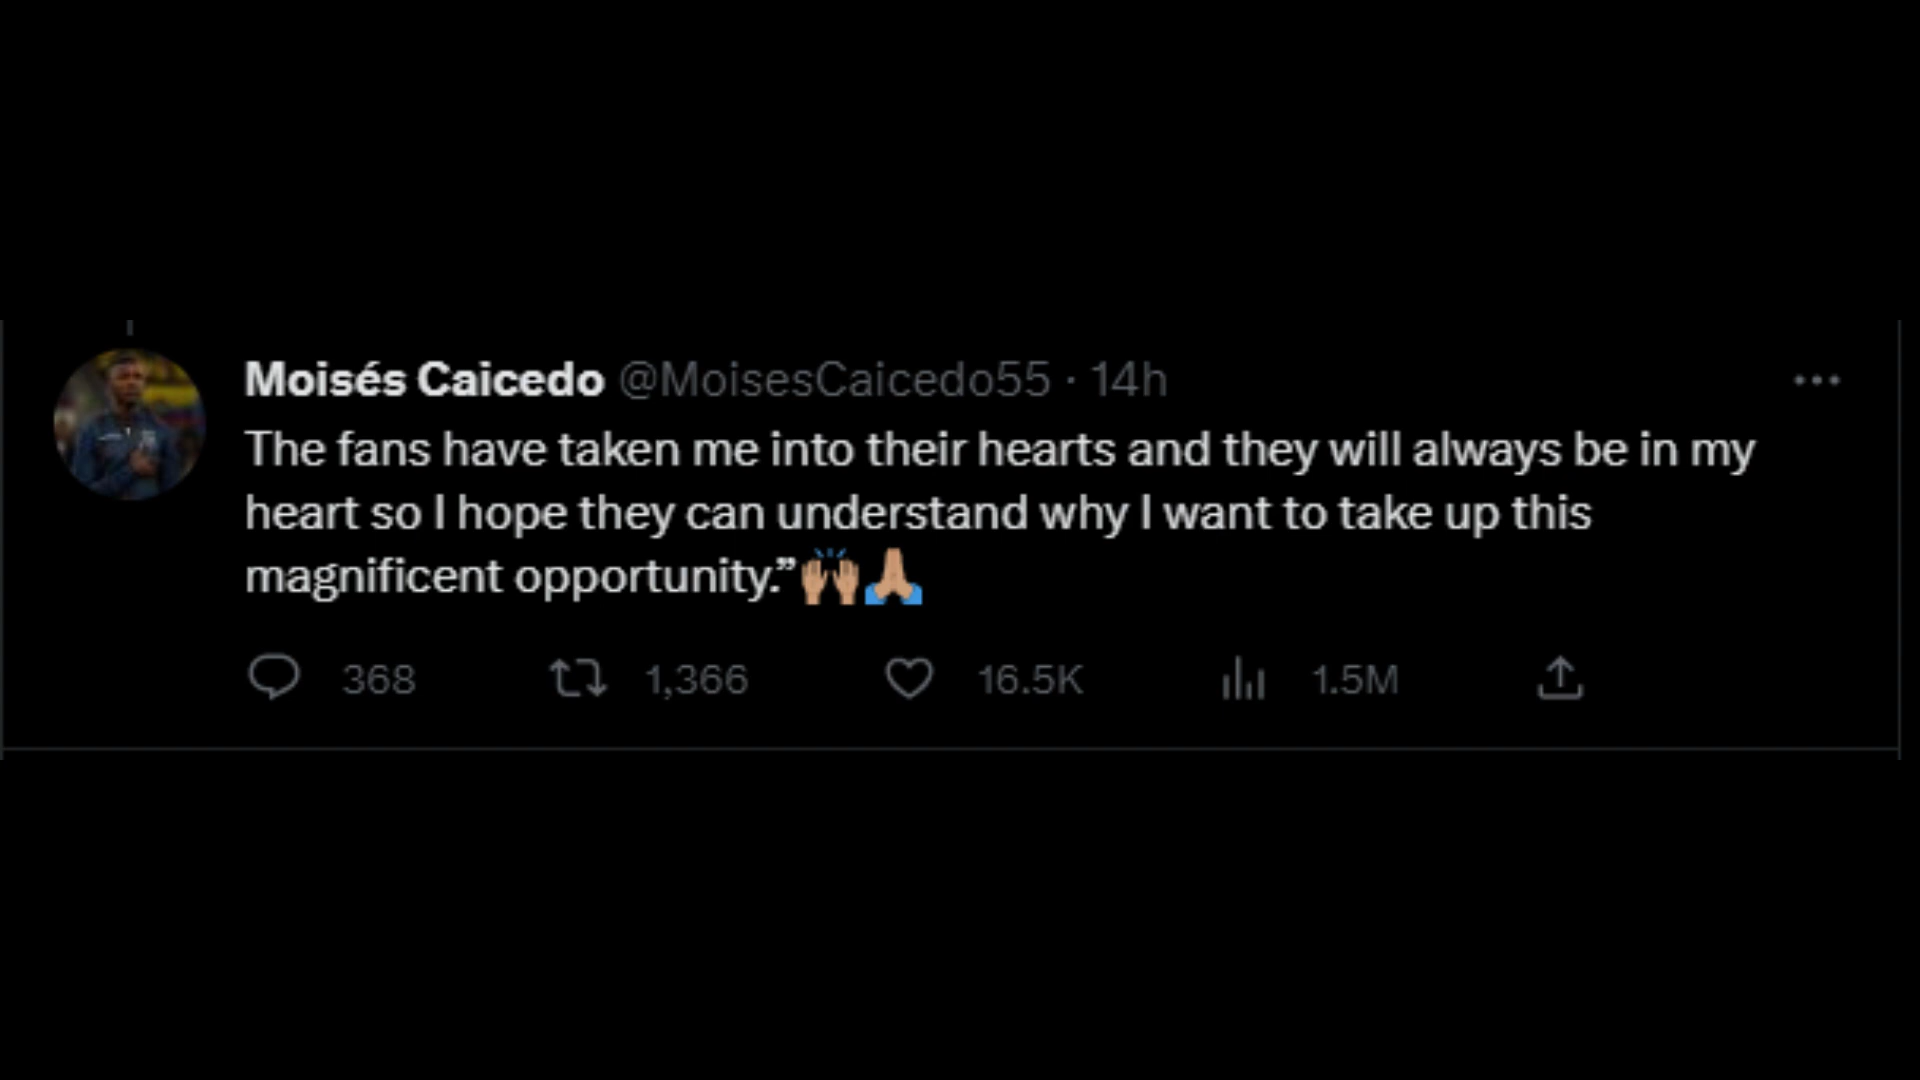 Moisés Caicedo @MoisesCaicedo55 · 14h
The fans have taken me into their hearts and they will always be in my
heart so I hope they can understand why I want to take up this
magnificent opportunity.”🙌🏽🙏🏽
368 1,366 16.5K 1.5M